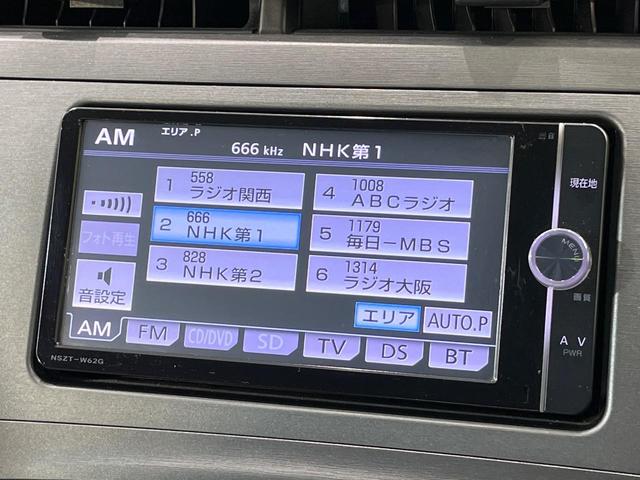 AM エリア.P
666 kHz NHK第1
1 558 ラジオ関西
2 666 NHK第1
3 828 NHK第2
4 1008 ABCラジオ
5 1179 毎日-MBS
6 1314 ラジオ大阪
フォト再生
音設定
エリア AUTO.P
AM FM CD/DVD SD TV DS BT
NSZT-W62G
現在地
MENU
画質
A V
PWR